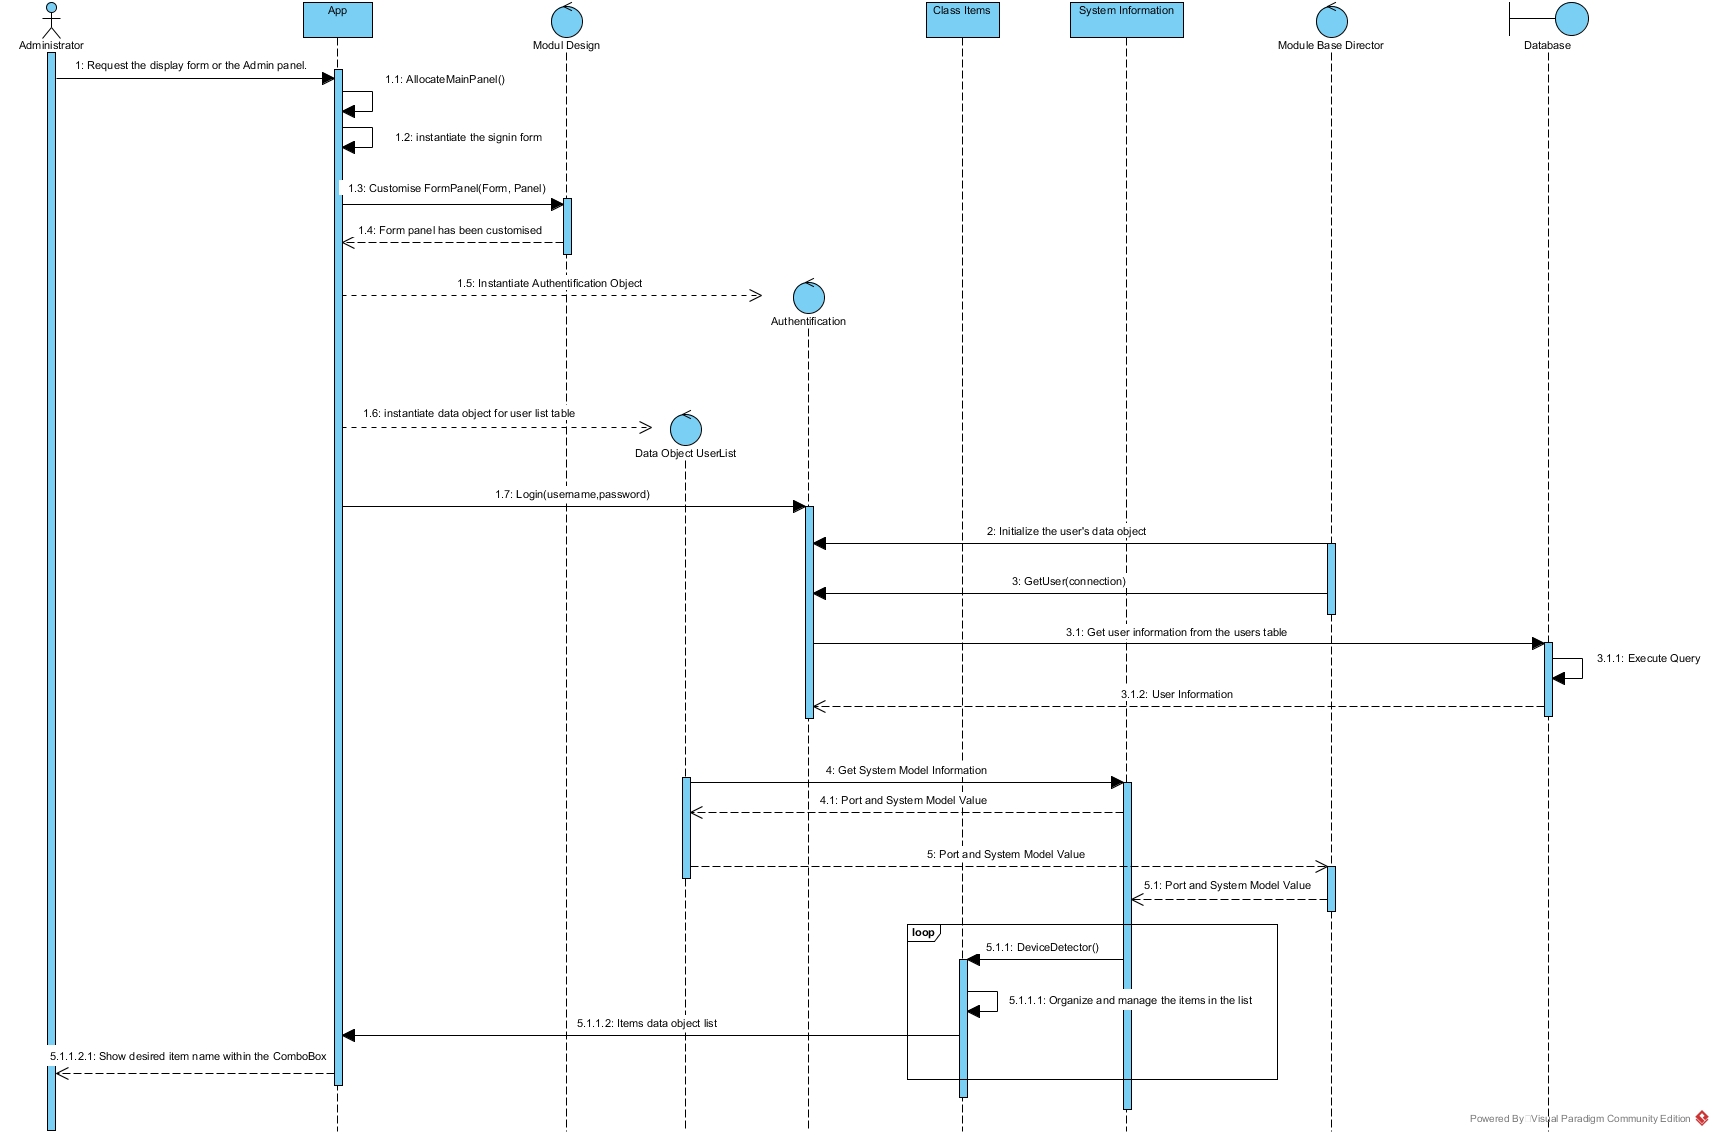 App
Class Items
System Information
Administrator
Modul Design
Module Base Director
Database
1: Request the display form or the Admin panel.
1.1: AllocateMainPanel()
1.2: instantiate the signin form
1.3: Customise FormPanel(Form, Panel)
1.4: Form panel has been customised
1.5: Instantiate Authentification Object
Authentification
1.6: instantiate data object for user list table
Data Object UserList
1.7: Login(username,password)
2: Initialize the user's data object
3: GetUser(connection)
3.1: Get user information from the users table
3.1.1: Execute Query
3.1.2: User Information
4: Get System Model Information
4.1: Port and System Model Value
5: Port and System Model Value
5.1: Port and System Model Value
loop
5.1.1: DeviceDetector()
5.1.1.1: Organize and manage the items in the list
5.1.1.2: Items data object list
5.1.1.2.1: Show desired item name within the ComboBox
Powered By Visual Paradigm Community Edition